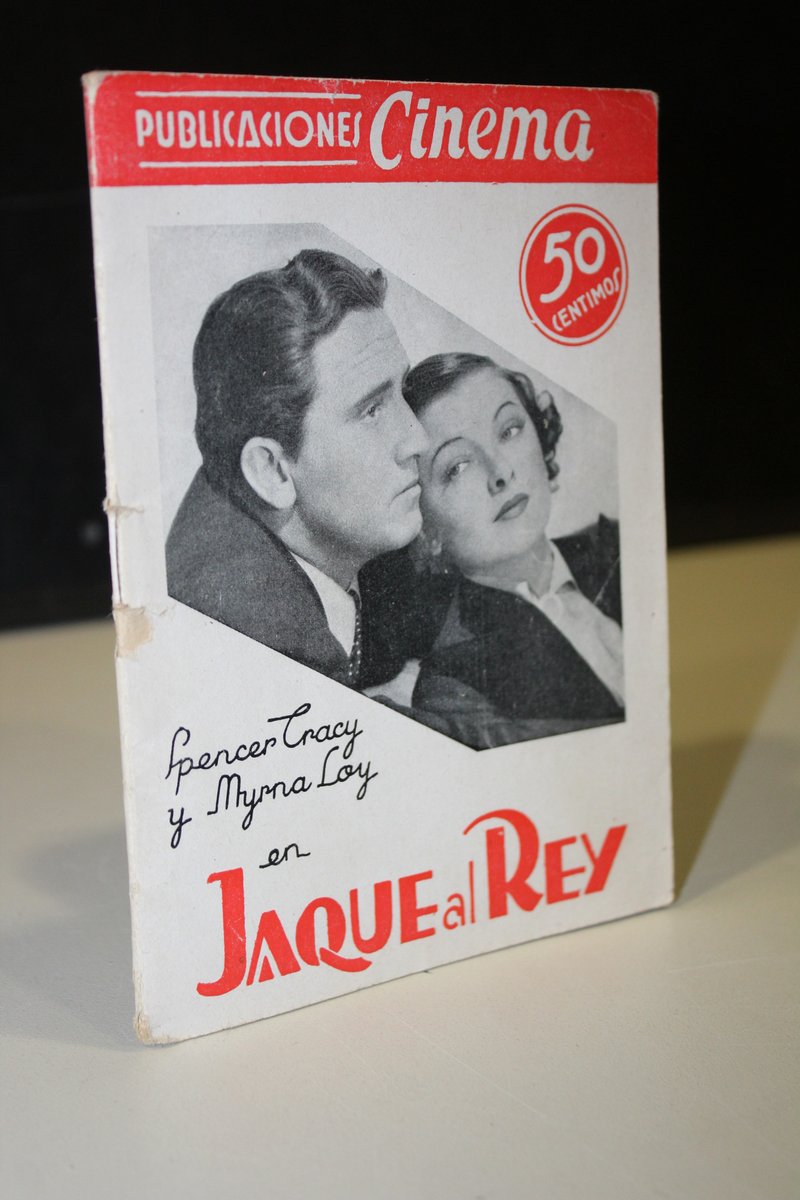 PUBLICACIONES Cinema
50
CENTIMOS
Spencer Tracy
y Myrna Loy
en
JAQUE al REY